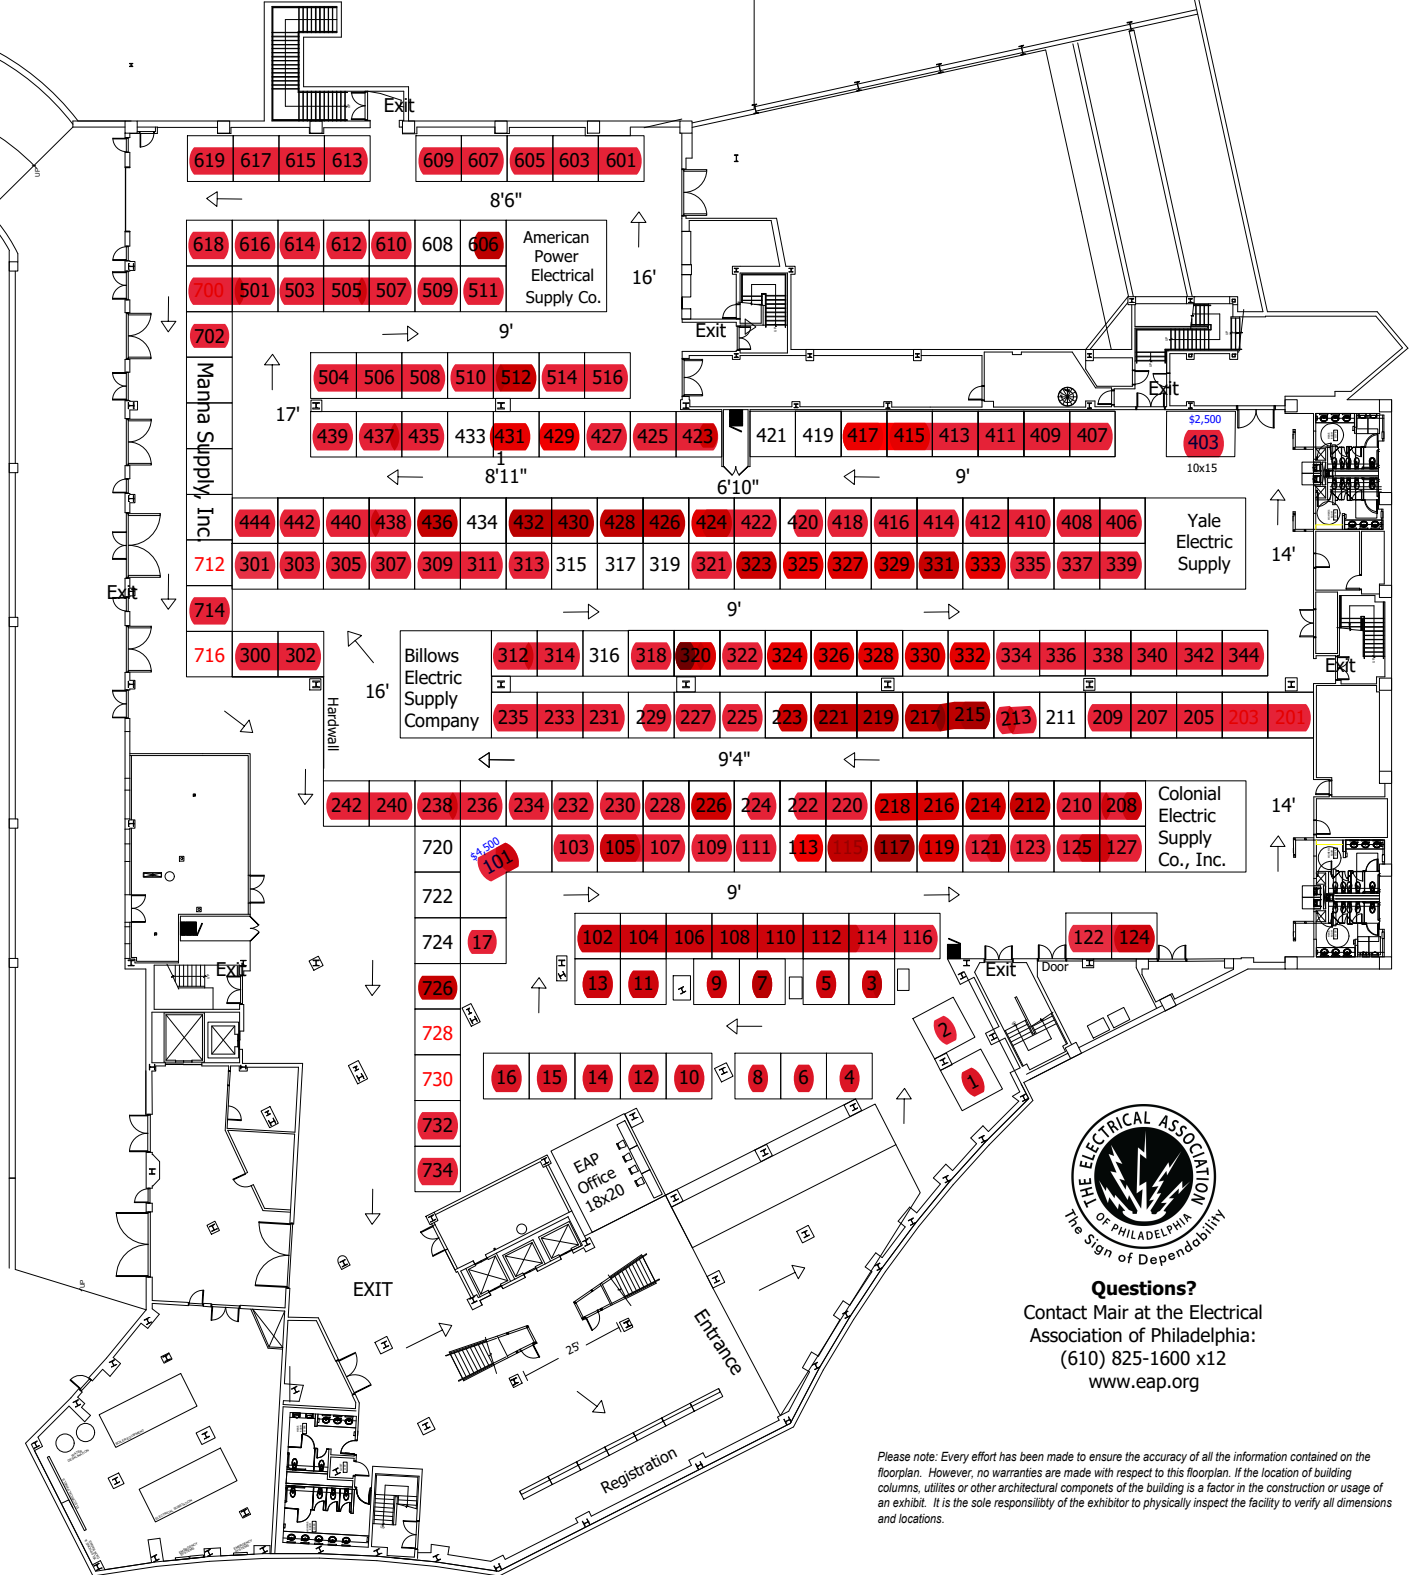 Exit
619 617 615 613 609 607 605 603 601
8'6"
618 616 614 612 610 608 606
American
Power
Electrical
Supply Co.
16'
700 501 503 505 507 509 511
702
9'
Exit
Manna Supply, Inc.
504 506 508 510 512 514 516
17'
Exit
439 437 435 433 431 429 427 425 423 421 419 417 415 413 411 409 407
$2,500
403
10x15
1
8'11"
6'10"
9'
444 442 440 438 436 434 432 430 428 426 424 422 420 418 416 414 412 410 408 406
Yale
Electric
Supply
14'
712 301 303 305 307 309 311 313 315 317 319 321 323 325 327 329 331 333 335 337 339
Exit
714
9'
716 300 302
16'
Hardwall
Billows
Electric
Supply
Company
312 314 316 318 320 322 324 326 328 330 332 334 336 338 340 342 344
Exit
235 233 231 229 227 225 223 221 219 217 215 213 211 209 207 205 203 201
9'4"
242 240 238 236 234 232 230 228 226 224 222 220 218 216 214 212 210 208
Colonial
Electric
Supply
Co., Inc.
14'
720
$4,500
101
103 105 107 109 111 113 115 117 119 121 123 125 127
722
9'
724 17
102 104 106 108 110 112 114 116
122 124
Exit
Exit
Door
726
13 11 9 7 5 3
728
2
730
16 15 14 12 10 8 6 4
1
732
734
EAP
Office
18x20
EXIT
25'
Entrance
Registration
UP
UP
THE ELECTRICAL ASSOCIATION
OF PHILADELPHIA
The Sign of Dependability
Questions?
Contact Mair at the Electrical
Association of Philadelphia:
(610) 825-1600 x12
www.eap.org
Please note: Every effort has been made to ensure the accuracy of all the information contained on the
floorplan. However, no warranties are made with respect to this floorplan. If the location of building
columns, utilites or other architectural componets of the building is a factor in the construction or usage of
an exhibit. It is the sole responsilibty of the exhibitor to physically inspect the facility to verify all dimensions
and locations.